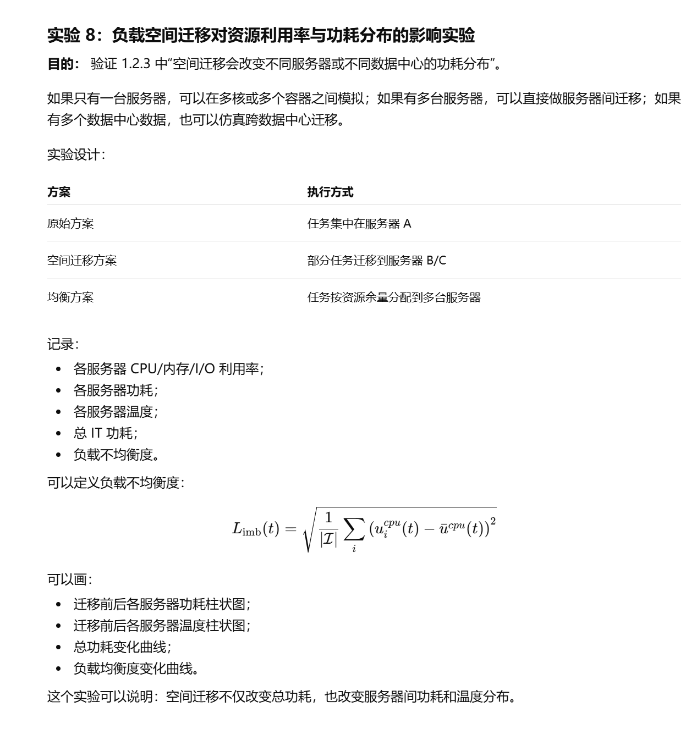 实验 8：负载空间迁移对资源利用率与功耗分布的影响实验
目的： 验证 1.2.3 中“空间迁移会改变不同服务器或不同数据中心的功耗分布”。
如果只有一台服务器，可以在多核或多个容器之间模拟；如果有多台服务器，可以直接做服务器间迁移；如果
有多个数据中心数据，也可以仿真跨数据中心迁移。
实验设计：
方案 执行方式
原始方案 任务集中在服务器 A
空间迁移方案 部分任务迁移到服务器 B/C
均衡方案 任务按资源余量分配到多台服务器
记录：
• 各服务器 CPU/内存/I/O 利用率；
• 各服务器功耗；
• 各服务器温度；
• 总 IT 功耗；
• 负载不均衡度。
可以定义负载不均衡度：
$L_{\text{imb}}(t) = \sqrt{\frac{1}{|\mathcal{I}|} \sum_{i} \left(u_i^{cpu}(t) - \bar{u}^{cpu}(t)\right)^2}$
可以画：
• 迁移前后各服务器功耗柱状图；
• 迁移前后各服务器温度柱状图；
• 总功耗变化曲线；
• 负载均衡度变化曲线。
这个实验可以说明：空间迁移不仅改变总功耗，也改变服务器间功耗和温度分布。